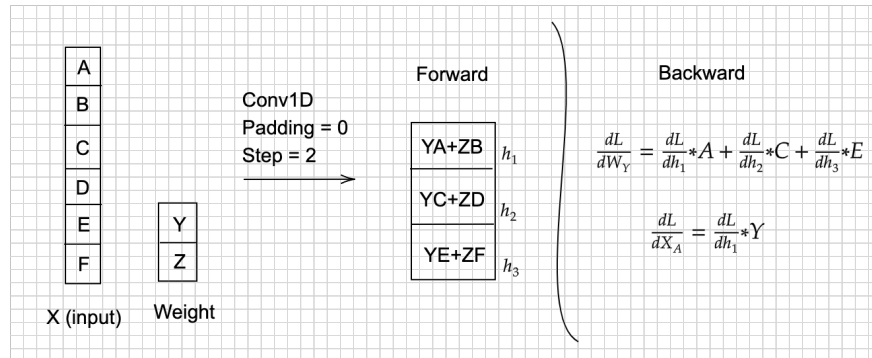 A
B
C
D
E
F
X (input)
Y
Z
Weight
Conv1D
Padding = 0
Step = 2
Forward
YA+ZB h₁
YC+ZD h₂
YE+ZF h₃
Backward
dL/dW_Y = dL/dh₁*A + dL/dh₂*C + dL/dh₃*E
dL/dX_A = dL/dh₁*Y